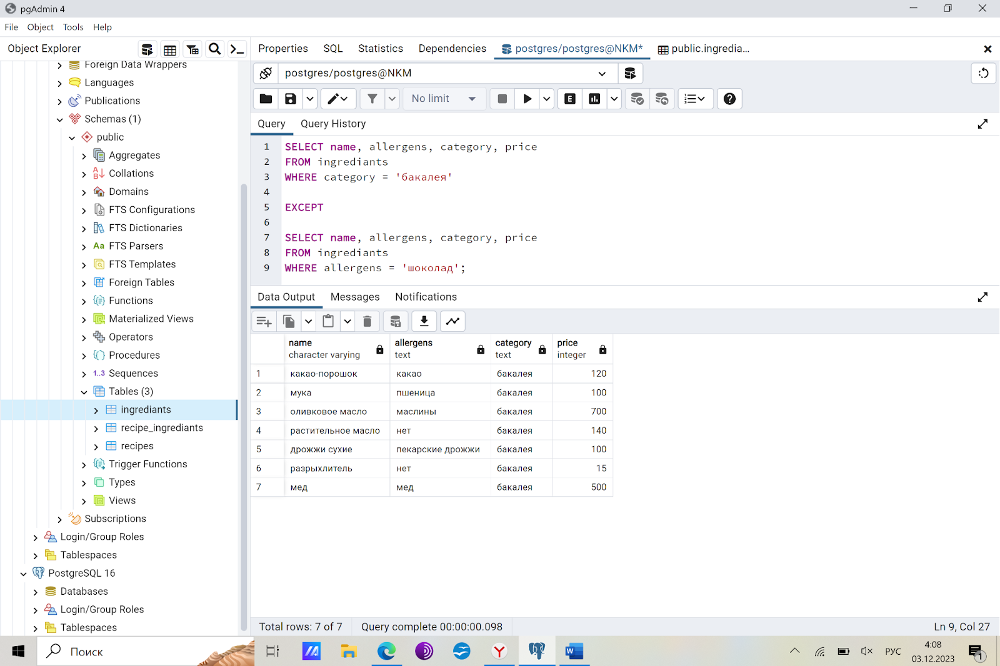 pgAdmin 4
File Object Tools Help
Object Explorer
Properties SQL Statistics Dependencies postgres/postgres@NKM* public.ingredia...
Foreign Data Wrappers
Languages
Publications
Schemas (1)
public
Aggregates
Collations
Domains
FTS Configurations
FTS Dictionaries
Aa FTS Parsers
FTS Templates
Foreign Tables
Functions
Materialized Views
Operators
Procedures
1..3 Sequences
Tables (3)
ingrediants
recipe_ingrediants
recipes
Trigger Functions
Types
Views
Subscriptions
Login/Group Roles
Tablespaces
PostgreSQL 16
Databases
Login/Group Roles
Tablespaces
postgres/postgres@NKM
No limit E
Query Query History
1 SELECT name, allergens, category, price
2 FROM ingrediants
3 WHERE category = 'бакалея'
4
5 EXCEPT
6
7 SELECT name, allergens, category, price
8 FROM ingrediants
9 WHERE allergens = 'шоколад';
Data Output Messages Notifications
name allergens category price
character varying text text integer
1 какао-порошок какао бакалея 120
2 мука пшеница бакалея 100
3 оливковое масло маслины бакалея 700
4 растительное масло нет бакалея 140
5 дрожжи сухие пекарские дрожжи бакалея 100
6 разрыхлитель нет бакалея 15
7 мед мед бакалея 500
Total rows: 7 of 7 Query complete 00:00:00.098 Ln 9, Col 27
Поиск
РУС
4:08
03.12.2023
1